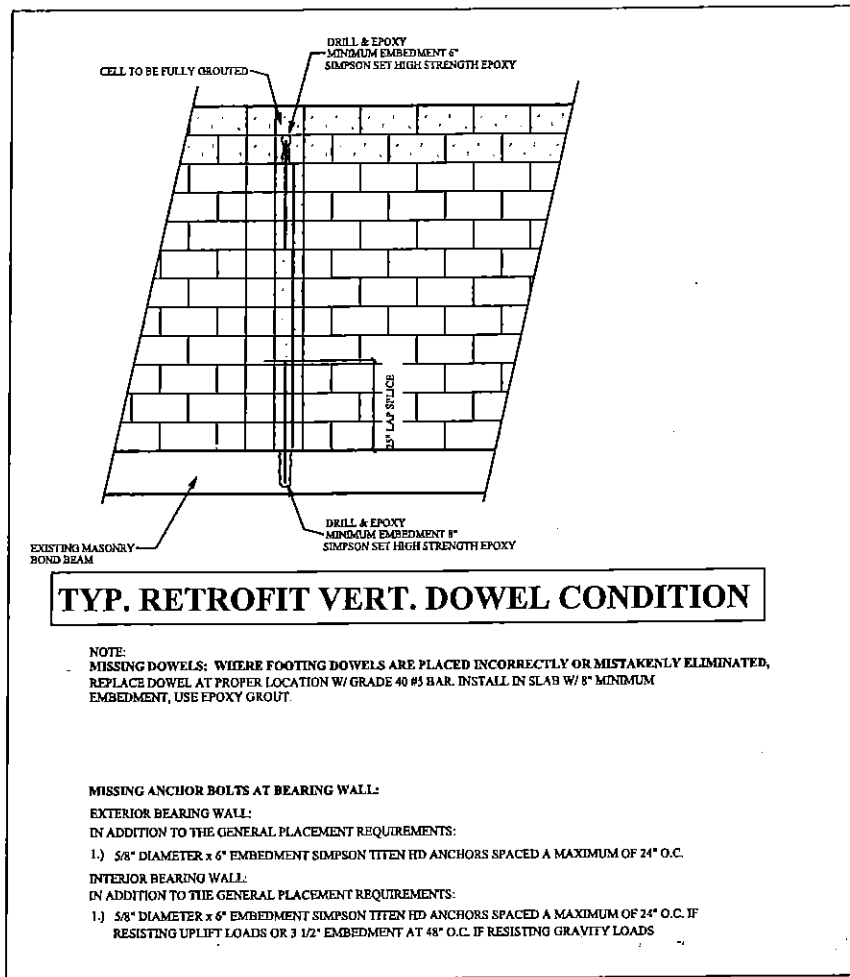 DRILL & EPOXY
MINIMUM EMBEDMENT 6"
SIMPSON SET HIGH STRENGTH EPOXY
CELL TO BE FULLY GROUTED
25" LAP SPLICE
DRILL & EPOXY
MINIMUM EMBEDMENT 8"
SIMPSON SET HIGH STRENGTH EPOXY
EXISTING MASONRY
BOND BEAM
TYP. RETROFIT VERT. DOWEL CONDITION
NOTE:
MISSING DOWELS: WHERE FOOTING DOWELS ARE PLACED INCORRECTLY OR MISTAKENLY ELIMINATED,
REPLACE DOWEL AT PROPER LOCATION W/ GRADE 40 #5 BAR. INSTALL IN SLAB W/ 8" MINIMUM
EMBEDMENT, USE EPOXY GROUT.
MISSING ANCHOR BOLTS AT BEARING WALL:
EXTERIOR BEARING WALL:
IN ADDITION TO THE GENERAL PLACEMENT REQUIREMENTS:
1.) 5/8" DIAMETER x 6" EMBEDMENT SIMPSON TITEN HD ANCHORS SPACED A MAXIMUM OF 24" O.C.
INTERIOR BEARING WALL:
IN ADDITION TO THE GENERAL PLACEMENT REQUIREMENTS:
1.) 5/8" DIAMETER x 6" EMBEDMENT SIMPSON TITEN HD ANCHORS SPACED A MAXIMUM OF 24" O.C. IF
RESISTING UPLIFT LOADS OR 3 1/2" EMBEDMENT AT 48" O.C. IF RESISTING GRAVITY LOADS